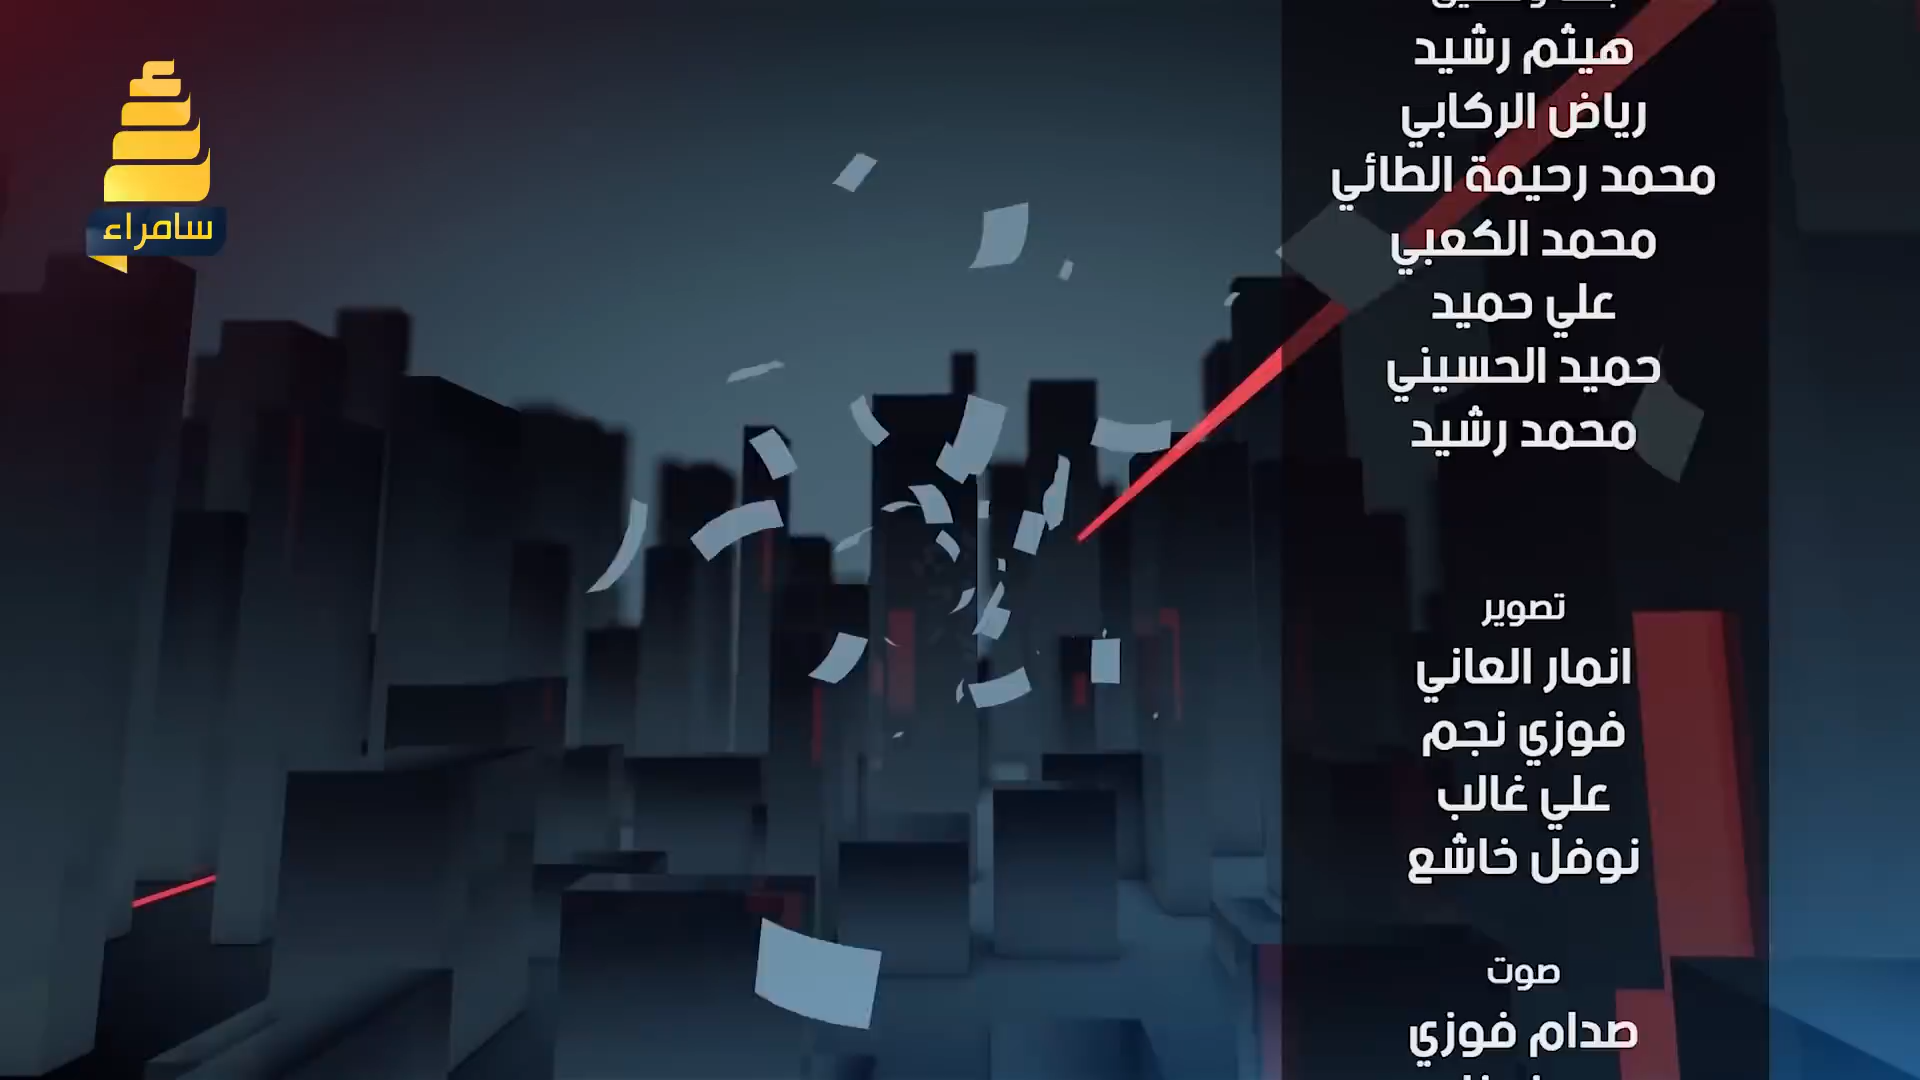 سامراء
هيثم رشيد
رياض الركابي
محمد رحيمة الطائي
محمد الكعبي
علي حميد
حميد الحسيني
محمد رشيد
تصوير
انمار العاني
فوزي نجم
علي غالب
نوفل خاشع
صوت
صدام فوزي